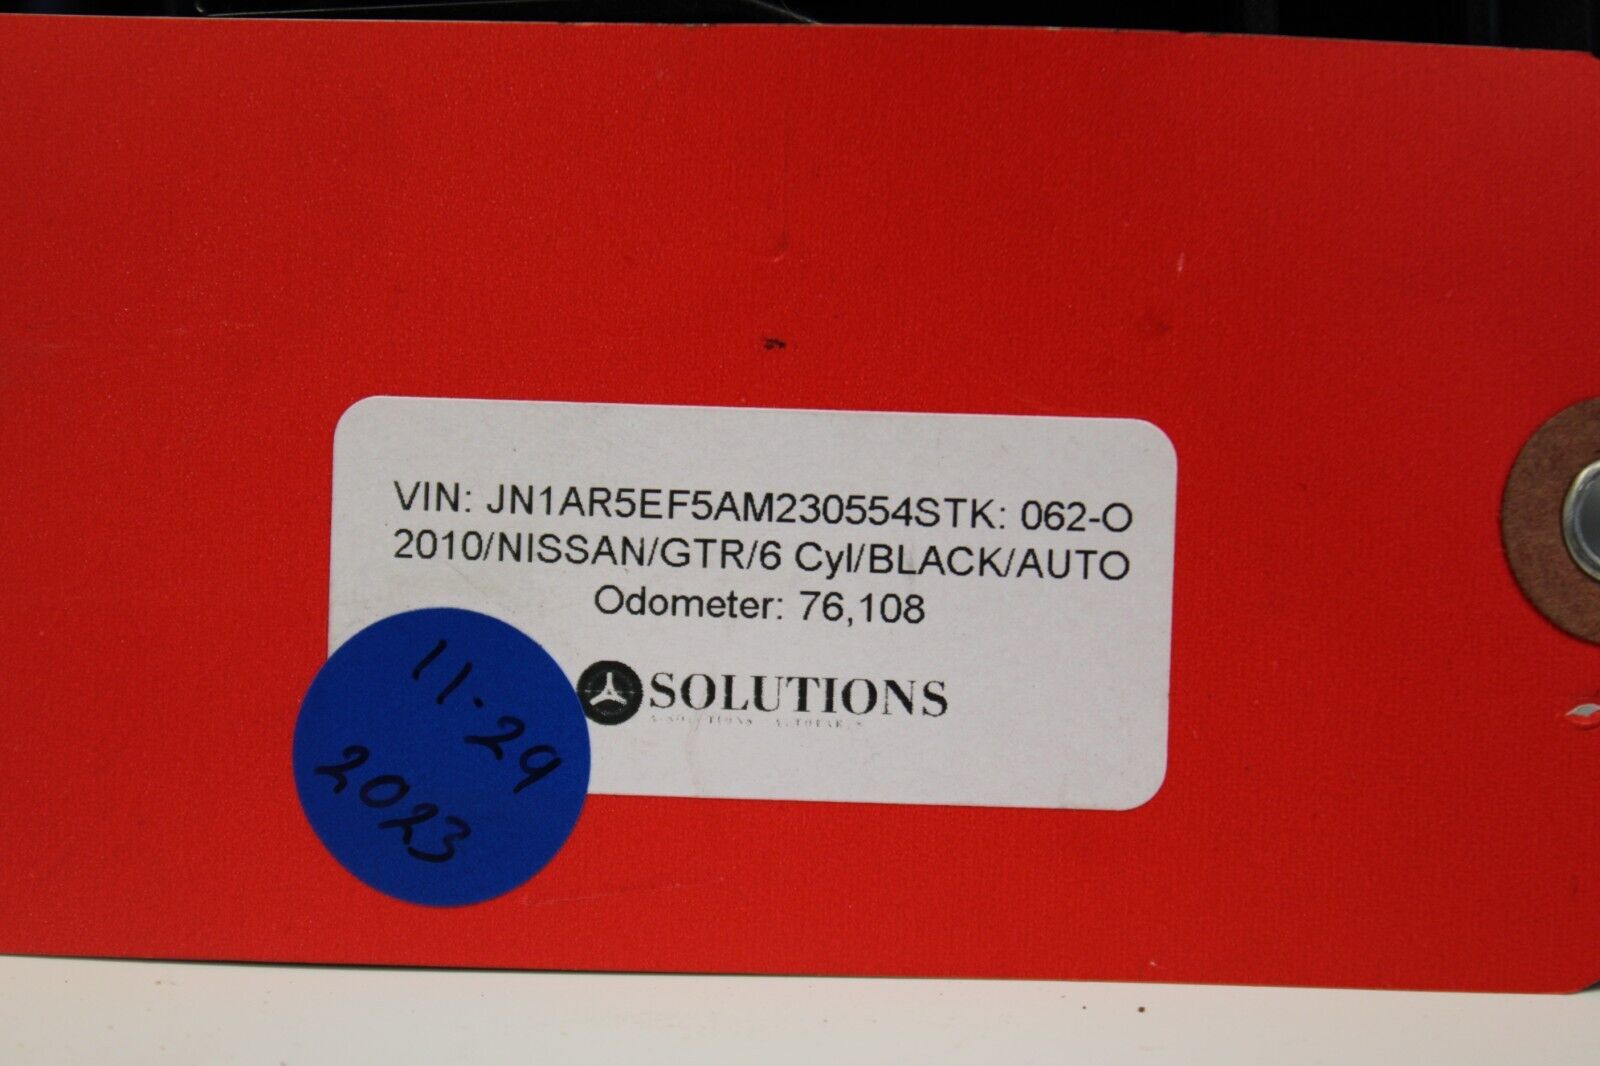 VIN: JN1AR5EF5AM230554STK: 062-O
2010/NISSAN/GTR/6 Cyl/BLACK/AUTO
Odometer: 76,108
SOLUTIONS
11-29
2023